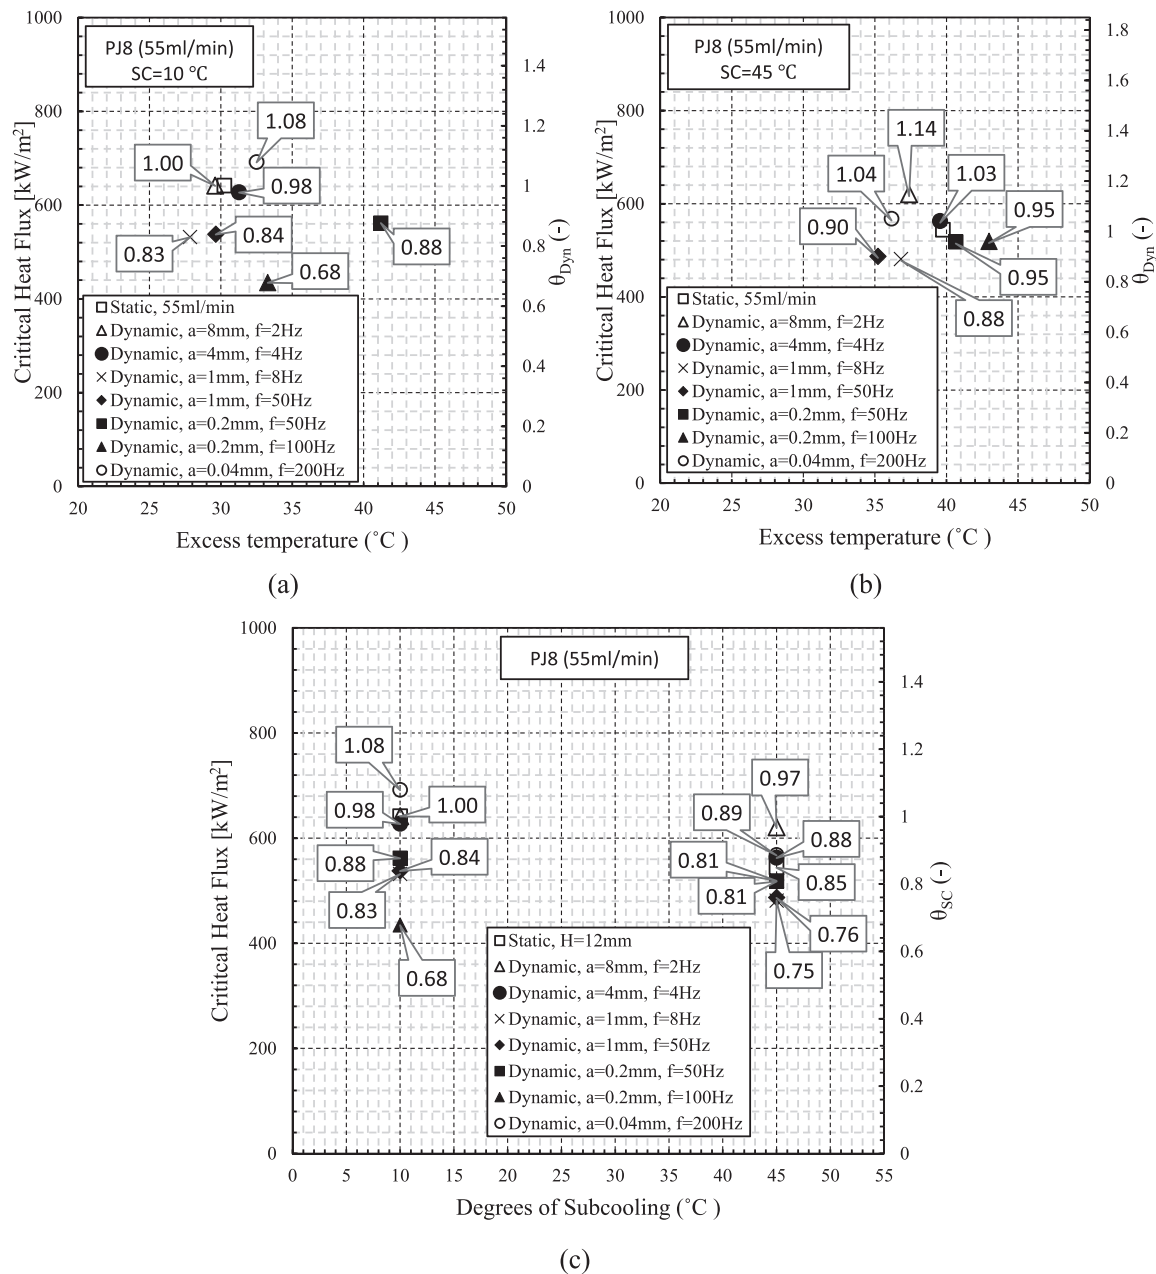 PJ8 (55ml/min)
SC=10 ℃
1000
800
600
400
200
0
Crititcal Heat Flux [kW/m²]
1.4
1.2
1
0.8
0.6
0.4
0.2
0
θDyn (-)
1.08
1.00
0.98
0.83
0.84
0.88
0.68
Static, 55ml/min
Dynamic, a=8mm, f=2Hz
Dynamic, a=4mm, f=4Hz
Dynamic, a=1mm, f=8Hz
Dynamic, a=1mm, f=50Hz
Dynamic, a=0.2mm, f=50Hz
Dynamic, a=0.2mm, f=100Hz
Dynamic, a=0.04mm, f=200Hz
20 25 30 35 40 45 50
Excess temperature (˚C )
(a)
PJ8 (55ml/min)
SC=45 ℃
1000
800
600
400
200
0
Crititcal Heat Flux [kW/m²]
1.8
1.6
1.4
1.2
1
0.8
0.6
0.4
0.2
0
θDyn (-)
1.14
1.04
1.03
0.90
0.95
0.95
0.88
Static, 55ml/min
Dynamic, a=8mm, f=2Hz
Dynamic, a=4mm, f=4Hz
Dynamic, a=1mm, f=8Hz
Dynamic, a=1mm, f=50Hz
Dynamic, a=0.2mm, f=50Hz
Dynamic, a=0.2mm, f=100Hz
Dynamic, a=0.04mm, f=200Hz
20 25 30 35 40 45 50
Excess temperature (˚C )
(b)
PJ8 (55ml/min)
1000
800
600
400
200
0
Crititcal Heat Flux [kW/m²]
1.4
1.2
1
0.8
0.6
0.4
0.2
0
θSC (-)
1.08
0.98
1.00
0.88
0.84
0.83
0.68
0.97
0.89
0.88
0.81
0.85
0.81
0.76
0.75
Static, H=12mm
Dynamic, a=8mm, f=2Hz
Dynamic, a=4mm, f=4Hz
Dynamic, a=1mm, f=8Hz
Dynamic, a=1mm, f=50Hz
Dynamic, a=0.2mm, f=50Hz
Dynamic, a=0.2mm, f=100Hz
Dynamic, a=0.04mm, f=200Hz
0 5 10 15 20 25 30 35 40 45 50 55
Degrees of Subcooling (˚C )
(c)